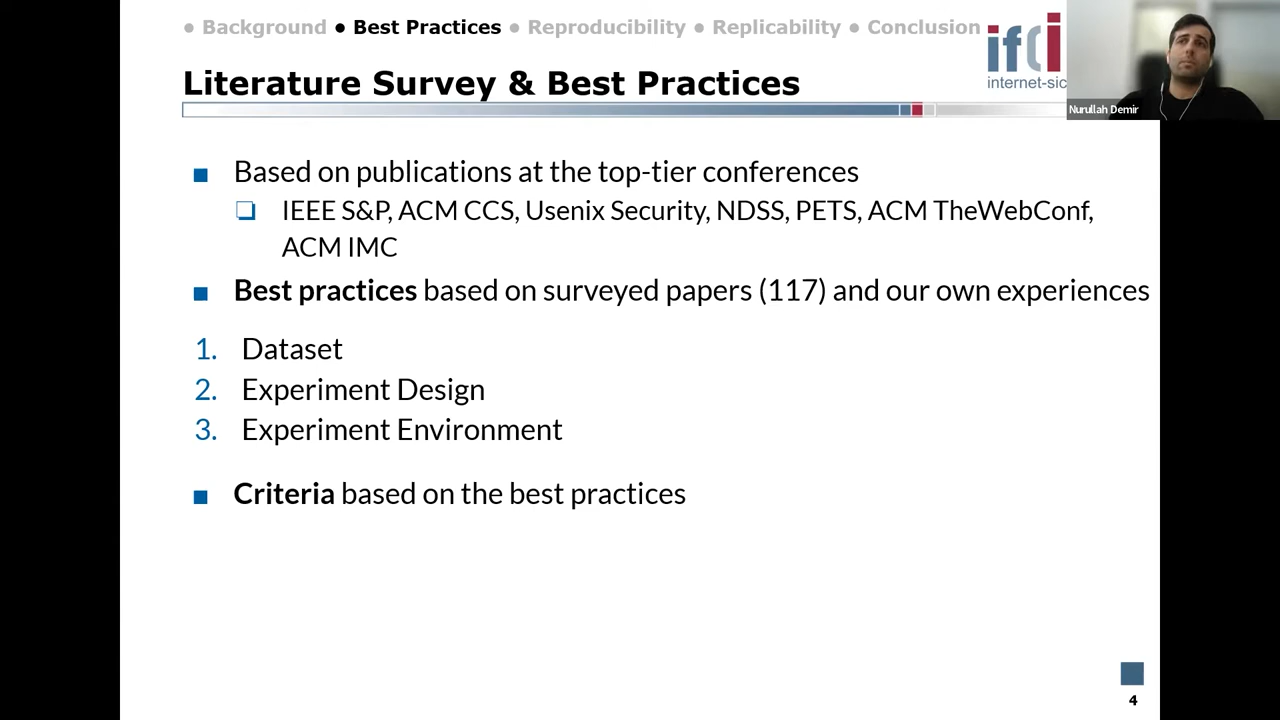 ● Background ● Best Practices ● Reproducibility ● Replicability ● Conclusion
if(i
internet-sic
Nurullah Demir
Literature Survey & Best Practices
Based on publications at the top-tier conferences
IEEE S&P, ACM CCS, Usenix Security, NDSS, PETS, ACM TheWebConf,
ACM IMC
Best practices based on surveyed papers (117) and our own experiences
1. Dataset
2. Experiment Design
3. Experiment Environment
Criteria based on the best practices
4